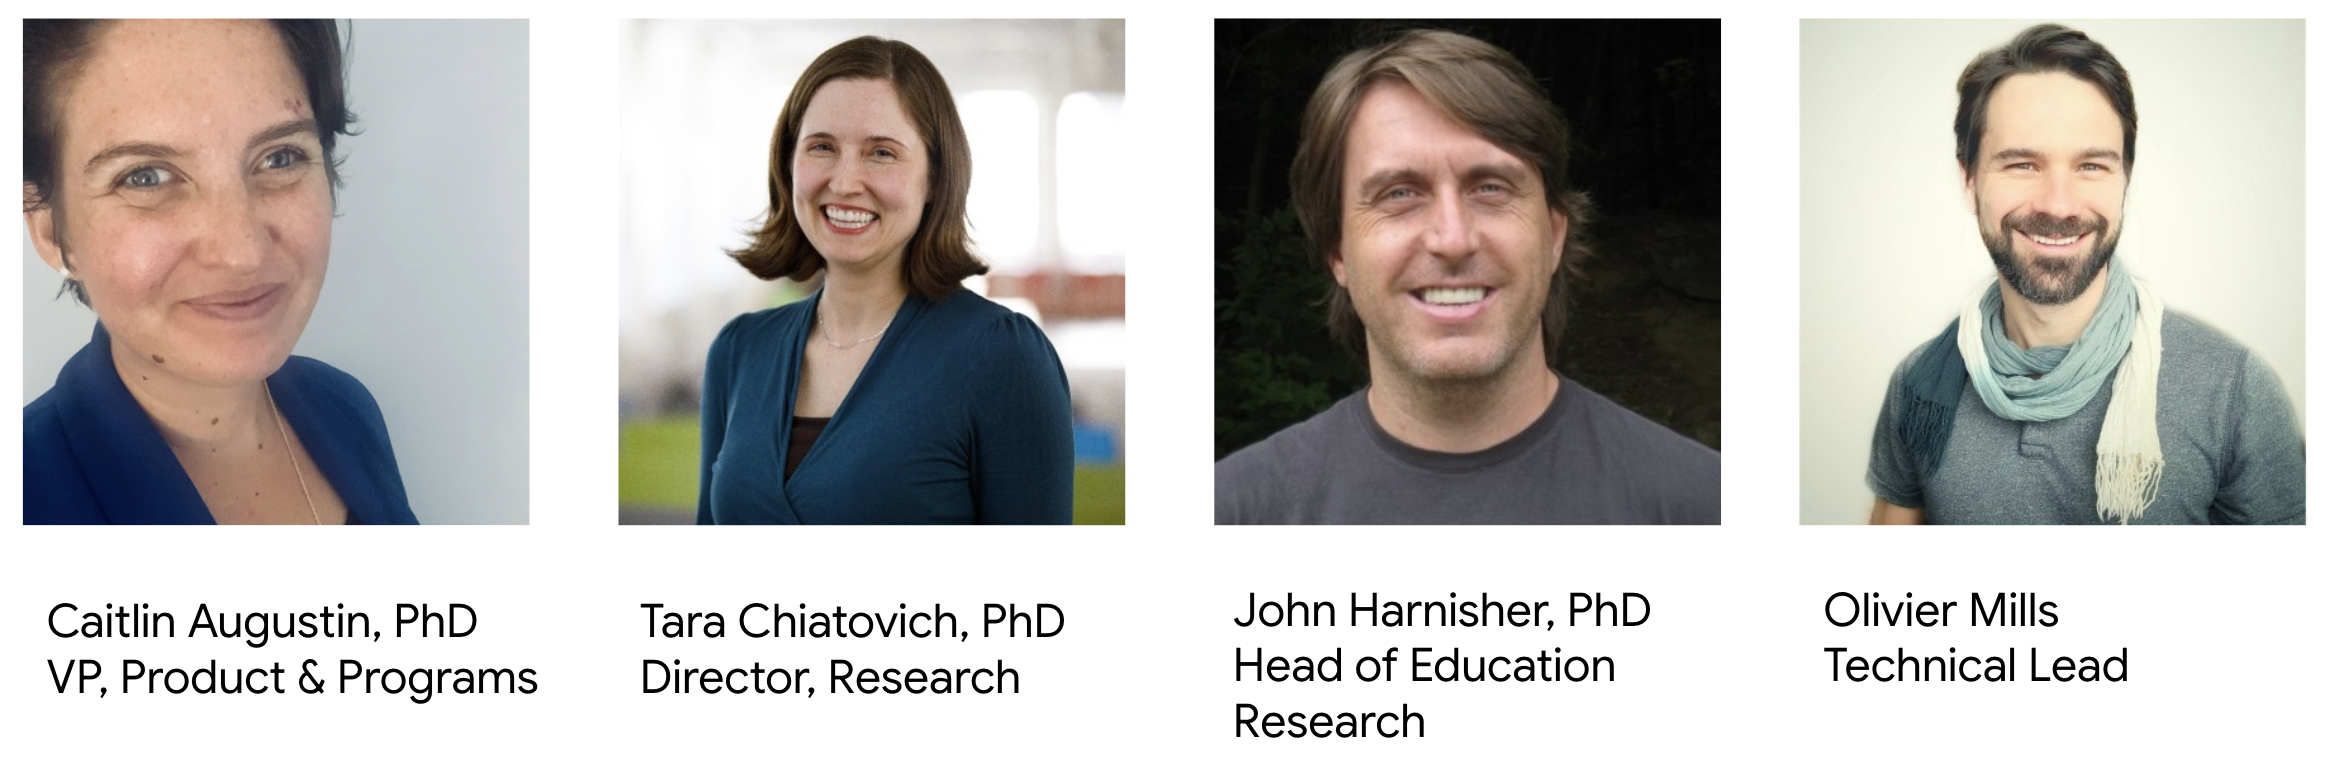 Caitlin Augustin, PhD
VP, Product & Programs
Tara Chiatovich, PhD
Director, Research
John Harnisher, PhD
Head of Education
Research
Olivier Mills
Technical Lead